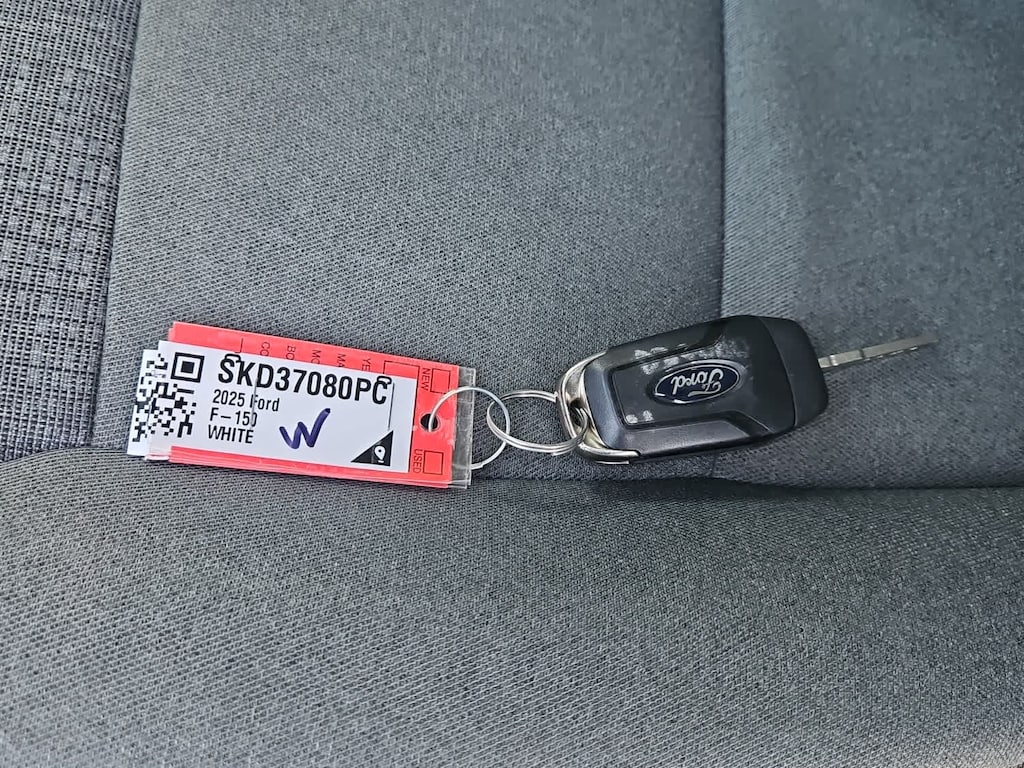 SKD37080PC
2025 Ford
F-150
WHITE
W
NEW
USED
Ford